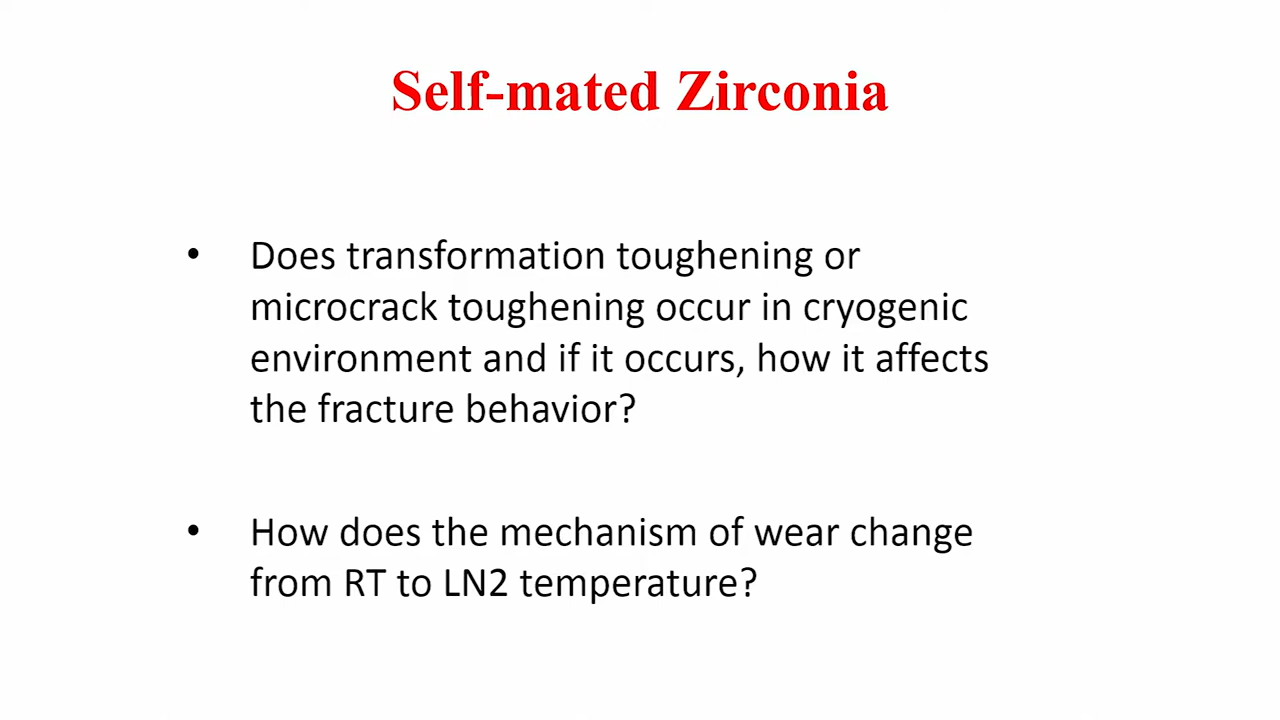 Self-mated Zirconia
• Does transformation toughening or
microcrack toughening occur in cryogenic
environment and if it occurs, how it affects
the fracture behavior?
• How does the mechanism of wear change
from RT to LN2 temperature?